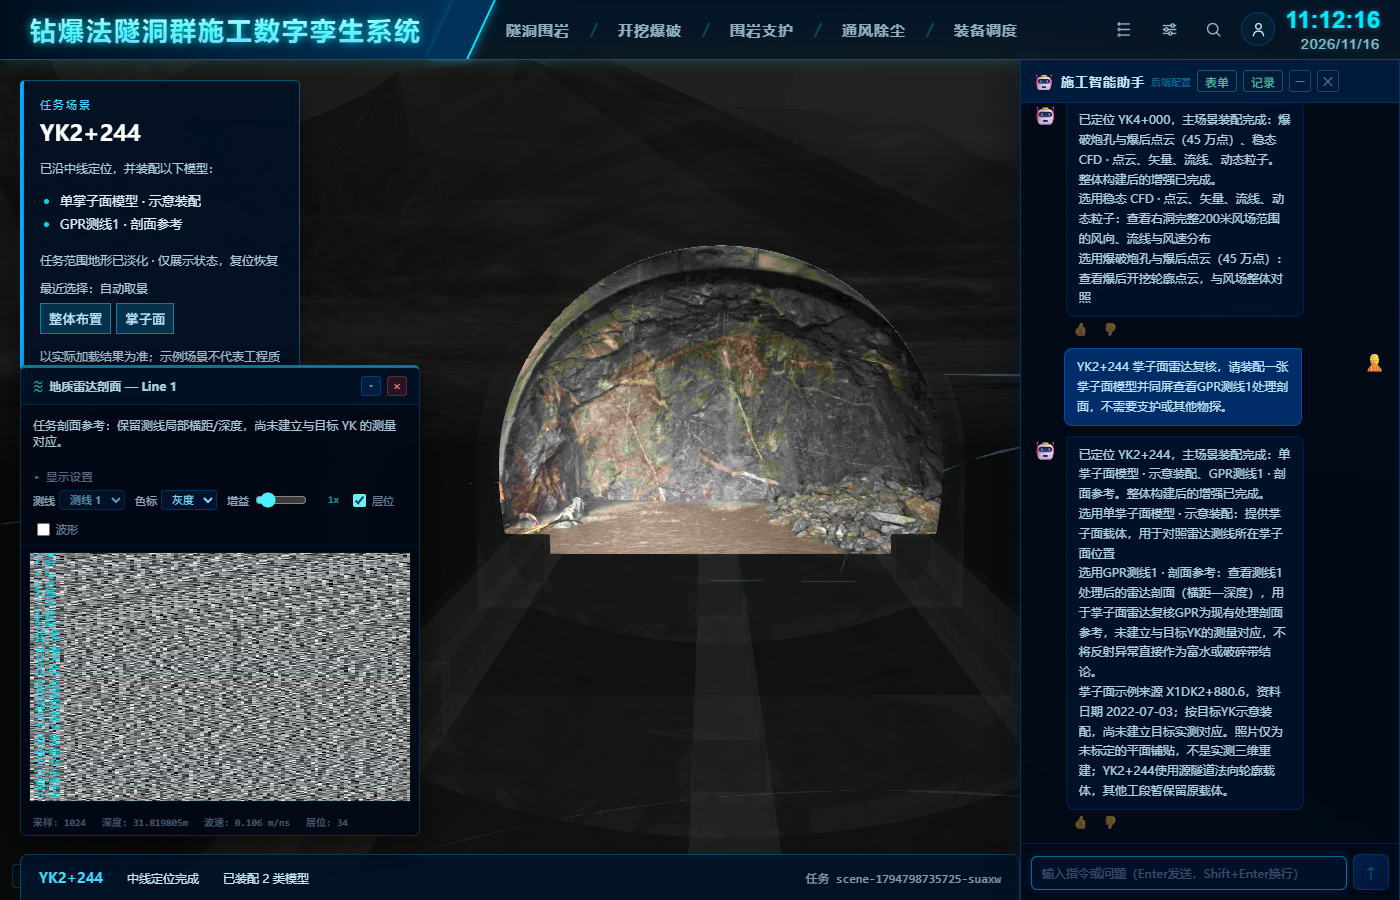 钻爆法隧洞群施工数字孪生系统
隧洞围岩 / 开挖爆破 / 围岩支护 / 通风除尘 / 装备调度
11:12:16
2026/11/16
任务场景
YK2+244
已沿中线定位，并装配以下模型：
单掌子面模型 · 示意装配
GPR测线1 · 剖面参考
任务范围地形已淡化 · 仅展示状态，复位恢复
最近选择：自动取景
整体布置 掌子面
以实际加载结果为准；示例场景不代表工程质
地质雷达剖面 — Line 1
任务剖面参考：保留测线局部横距/深度，尚未建立与目标 YK 的测量
对应。
显示设置
测线 测线 1 色标 灰度 增益 1x 层位
波形
采样: 1024 深度: 31.819805m 波速: 0.106 m/ns 层位: 34
YK2+244 中线定位完成 已装配 2 类模型 任务 scene-1794798735725-suaxw
施工智能助手 后端配置 表单 记录
已定位 YK4+000，主场景装配完成：爆
破炮孔与爆后点云（45 万点）、稳态
CFD · 点云、矢量、流线、动态粒子。
整体构建后的增强已完成。
选用稳态 CFD · 点云、矢量、流线、动
态粒子：查看右洞完整200米风场范围
的风向、流线与风速分布
选用爆破炮孔与爆后点云（45 万点）：
查看爆后开挖轮廓点云，与风场整体对
照
YK2+244 掌子面雷达复核，请装配一张
掌子面模型并同屏查看GPR测线1处理剖
面，不需要支护或其他物探。
已定位 YK2+244，主场景装配完成：单
掌子面模型 · 示意装配、GPR测线1 · 剖
面参考。整体构建后的增强已完成。
选用单掌子面模型 · 示意装配：提供掌
子面载体，用于对照雷达测线所在掌子
面位置
选用GPR测线1 · 剖面参考：查看测线1
处理后的雷达剖面（横距—深度），用
于掌子面雷达复核GPR为现有处理剖面
参考，未建立与目标YK的测量对应，不
将反射异常直接作为富水或破碎带结
论。
掌子面示例来源 X1DK2+880.6，资料
日期 2022-07-03；按目标YK示意装
配，尚未建立目标实测对应。照片仅为
未标定的平面铺贴，不是实测三维重
建；YK2+244使用源隧道法向轮廓载
体，其他工段暂保留原载体。
输入指令或问题（Enter发送，Shift+Enter换行）